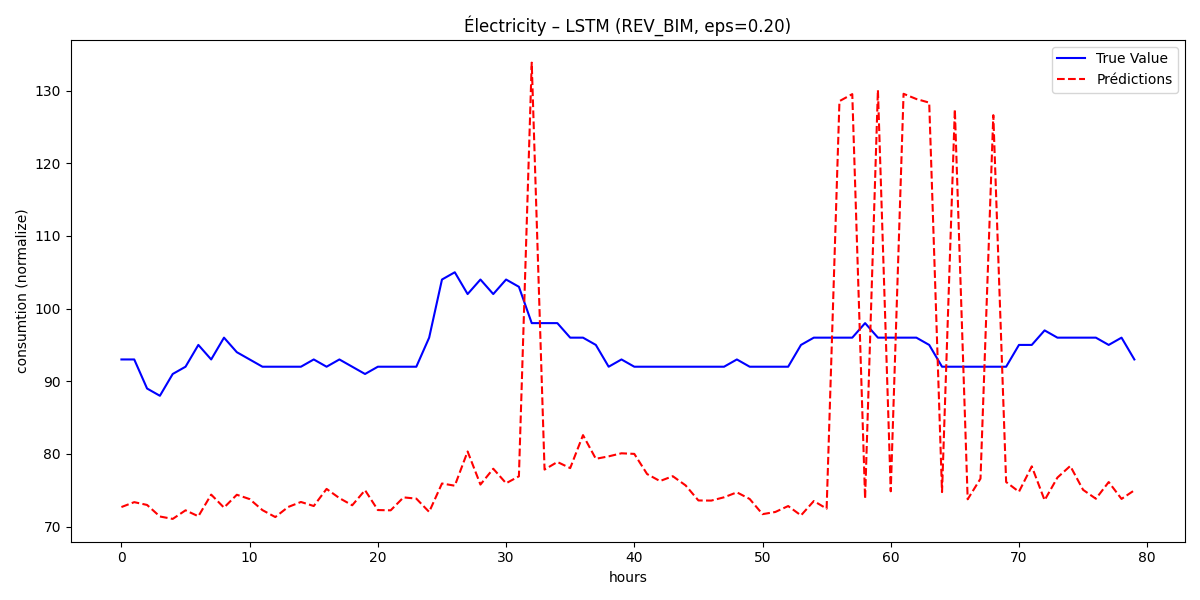 Électricity – LSTM (REV_BIM, eps=0.20)
True Value
Prédictions
consumtion (normalize)
130
120
110
100
90
80
70
0 10 20 30 40 50 60 70 80
hours